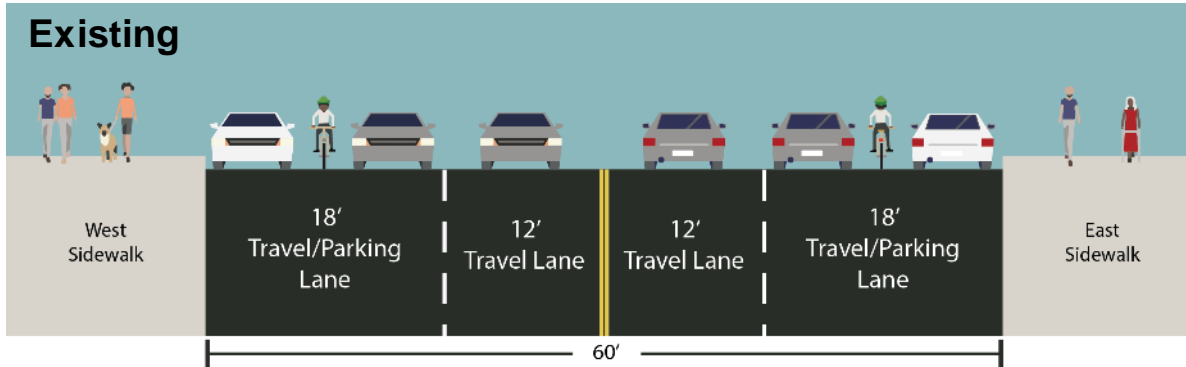 Existing
West
Sidewalk
18′
Travel/Parking
Lane
12′
Travel Lane
12′
Travel Lane
18′
Travel/Parking
Lane
East
Sidewalk
60′